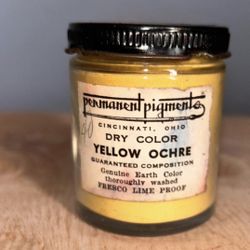 permanent pigments
CINCINNATI, OHIO
DRY COLOR
YELLOW OCHRE
GUARANTEED COMPOSITION
Genuine Earth Color
thoroughly washed
FRESCO LIME PROOF